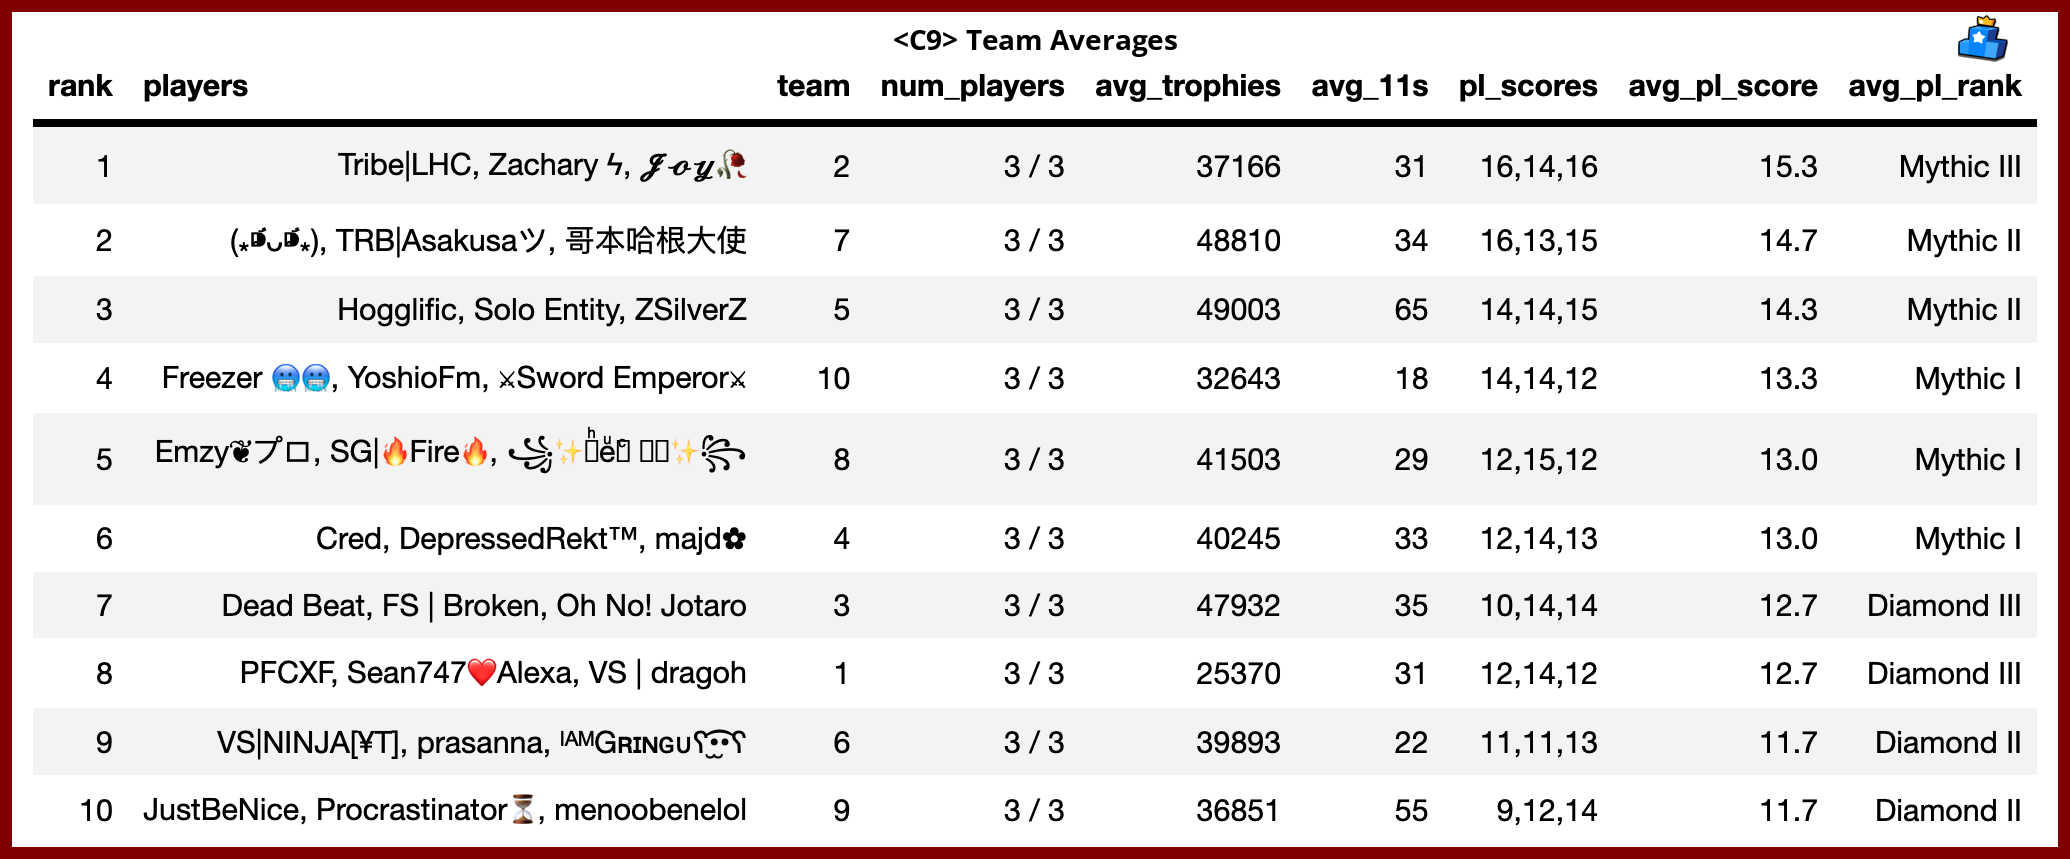 <C9> Team Averages
rank players team num_players avg_trophies avg_11s pl_scores avg_pl_score avg_pl_rank
1 Tribe|LHC, Zachary ϟ, 𝓙𝓸𝔂🥀 2 3 / 3 37166 31 16,14,16 15.3 Mythic III
2 TRB|Asakusaツ, 哥本哈根大使 7 3 / 3 48810 34 16,13,15 14.7 Mythic II
3 Hogglific, Solo Entity, ZSilverZ 5 3 / 3 49003 65 14,14,15 14.3 Mythic II
4 Freezer 🥶🥶, YoshioFm, ⚔Sword Emperor⚔ 10 3 / 3 32643 18 14,14,12 13.3 Mythic I
5 Emzy❦プロ, SG|🔥Fire🔥, 8 3 / 3 41503 29 12,15,12 13.0 Mythic I
6 Cred, DepressedRekt™, majd✿ 4 3 / 3 40245 33 12,14,13 13.0 Mythic I
7 Dead Beat, FS | Broken, Oh No! Jotaro 3 3 / 3 47932 35 10,14,14 12.7 Diamond III
8 PFCXF, Sean747❤️Alexa, VS | dragoh 1 3 / 3 25370 31 12,14,12 12.7 Diamond III
9 VS|NINJA[¥T], prasanna, ᴵᴬᴹGʀɪɴɢᴜ 6 3 / 3 39893 22 11,11,13 11.7 Diamond II
10 JustBeNice, Procrastinator⏳, menoobenelol 9 3 / 3 36851 55 9,12,14 11.7 Diamond II